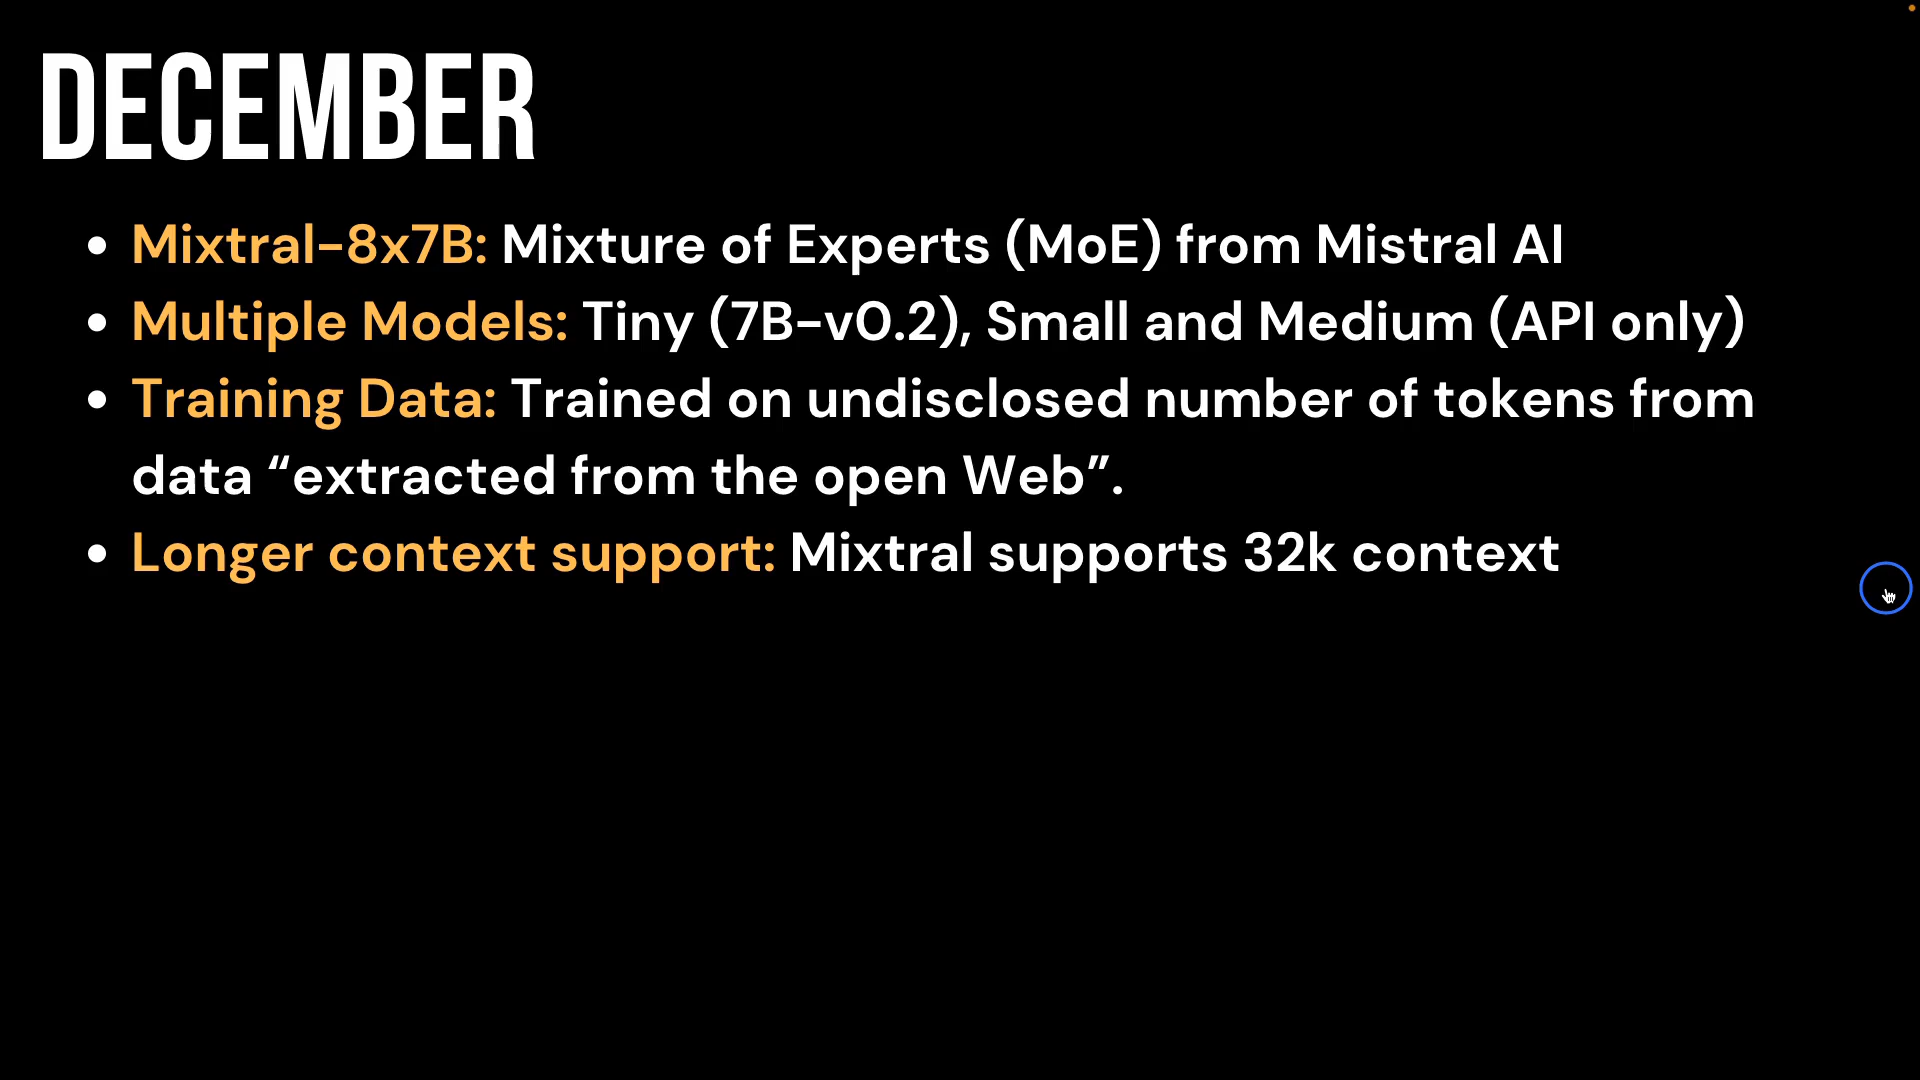 DECEMBER
• Mixtral-8x7B: Mixture of Experts (MoE) from Mistral AI
• Multiple Models: Tiny (7B-v0.2), Small and Medium (API only)
• Training Data: Trained on undisclosed number of tokens from
data “extracted from the open Web”.
• Longer context support: Mixtral supports 32k context